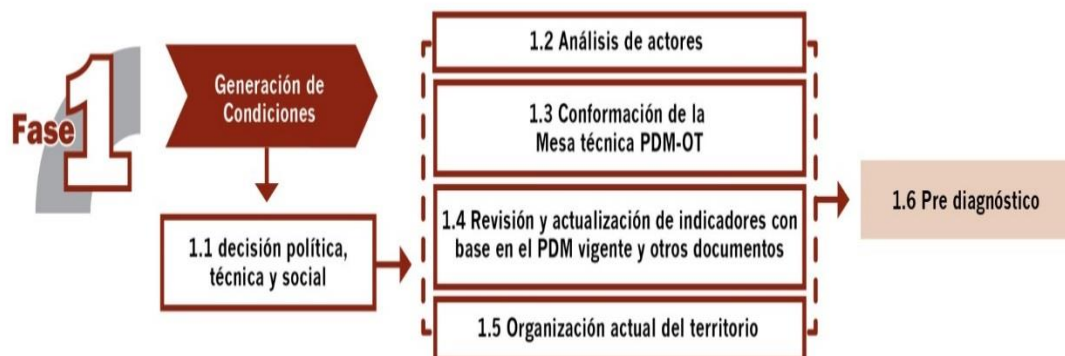 Fase 1
Generación de
Condiciones
1.1 decisión política,
técnica y social
1.2 Análisis de actores
1.3 Conformación de la
Mesa técnica PDM-OT
1.4 Revisión y actualización de indicadores con
base en el PDM vigente y otros documentos
1.5 Organización actual del territorio
1.6 Pre diagnóstico